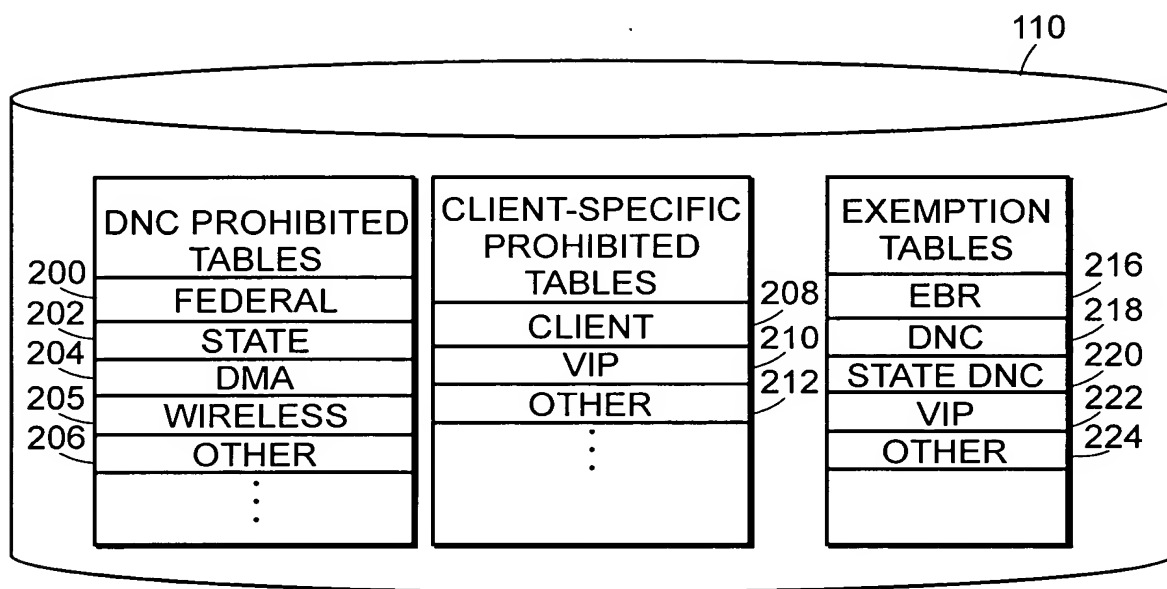 110
DNC PROHIBITED
TABLES
200
FEDERAL
202
STATE
204
DMA
205
WIRELESS
206
OTHER
CLIENT-SPECIFIC
PROHIBITED
TABLES
208
CLIENT
210
VIP
212
OTHER
EXEMPTION
TABLES
216
EBR
218
DNC
220
STATE DNC
222
VIP
224
OTHER